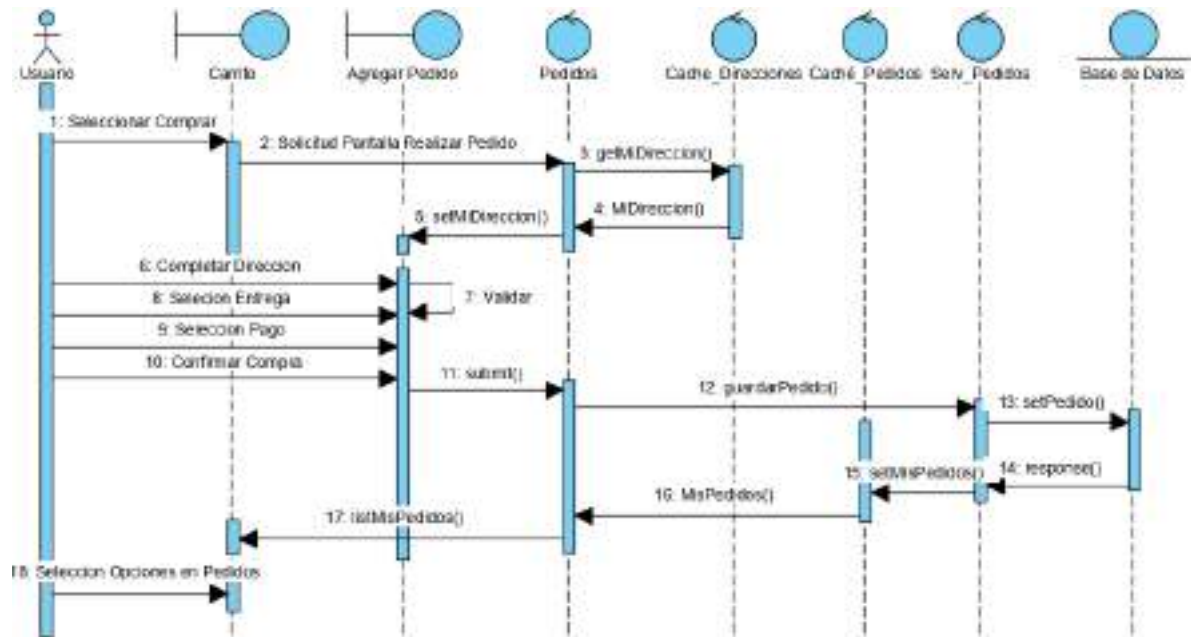 Usuario
Carrito
Agregar Pedido
Pedidos
Cache_Direcciones
Caché_Pedidos
Serv_Pedidos
Base de Datos
1: Seleccionar Comprar
2: Solicitud Pantalla Realizar Pedido
3: getMiDireccion()
4: MiDireccion()
5: setMiDireccion()
6: Completar Direccion
7: Validar
8: Selecion Entrega
9: Seleccion Pago
10: Confirmar Compra
11: submit()
12: guardarPedido()
13: setPedido()
14: response()
15: setMisPedidos()
16: MisPedidos()
17: listMisPedidos()
18: Seleccion Opciones en Pedidos